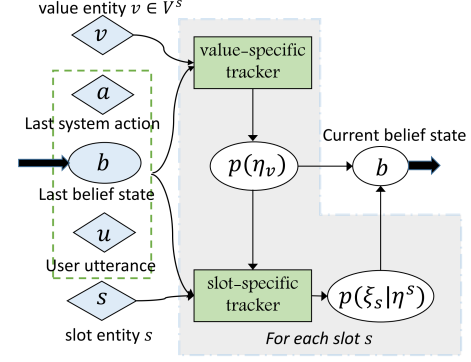 value entity v ∈ V^s
v
value-specific
tracker
a
Last system action
Current belief state
b
p(η_v)
b
Last belief state
u
User utterance
slot-specific
tracker
p(ξ_s|η^s)
s
slot entity s
For each slot s